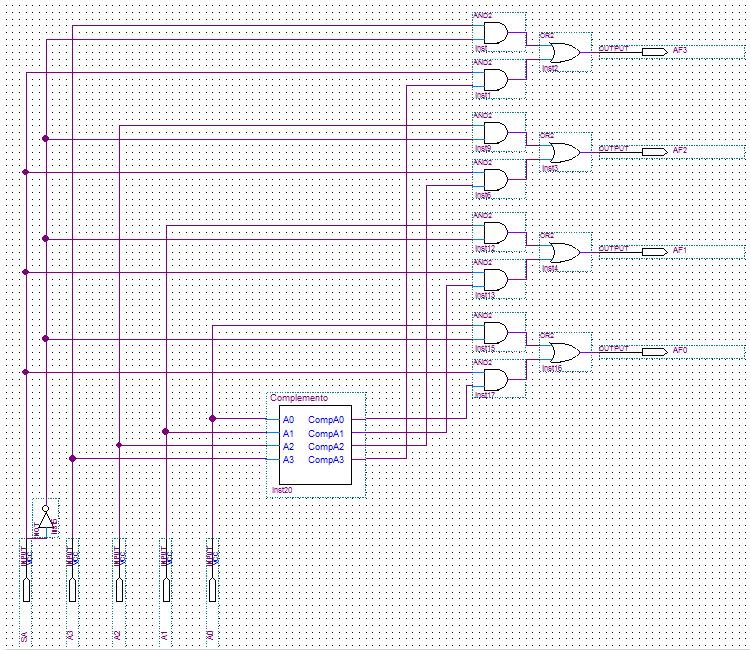 AND2
inst
OR2
inst2
OUTPUT
AF3
AND2
inst1
AND2
inst9
OR2
inst3
OUTPUT
AF2
AND2
inst6
AND2
inst12
OR2
inst4
OUTPUT
AF1
AND2
inst13
AND2
inst15
OR2
inst16
OUTPUT
AF0
AND2
inst17
Complemento
A0 CompA0
A1 CompA1
A2 CompA2
A3 CompA3
inst20
NOT
INPUT
VCC
SA
INPUT
VCC
A3
INPUT
VCC
A2
INPUT
VCC
A1
INPUT
VCC
A0